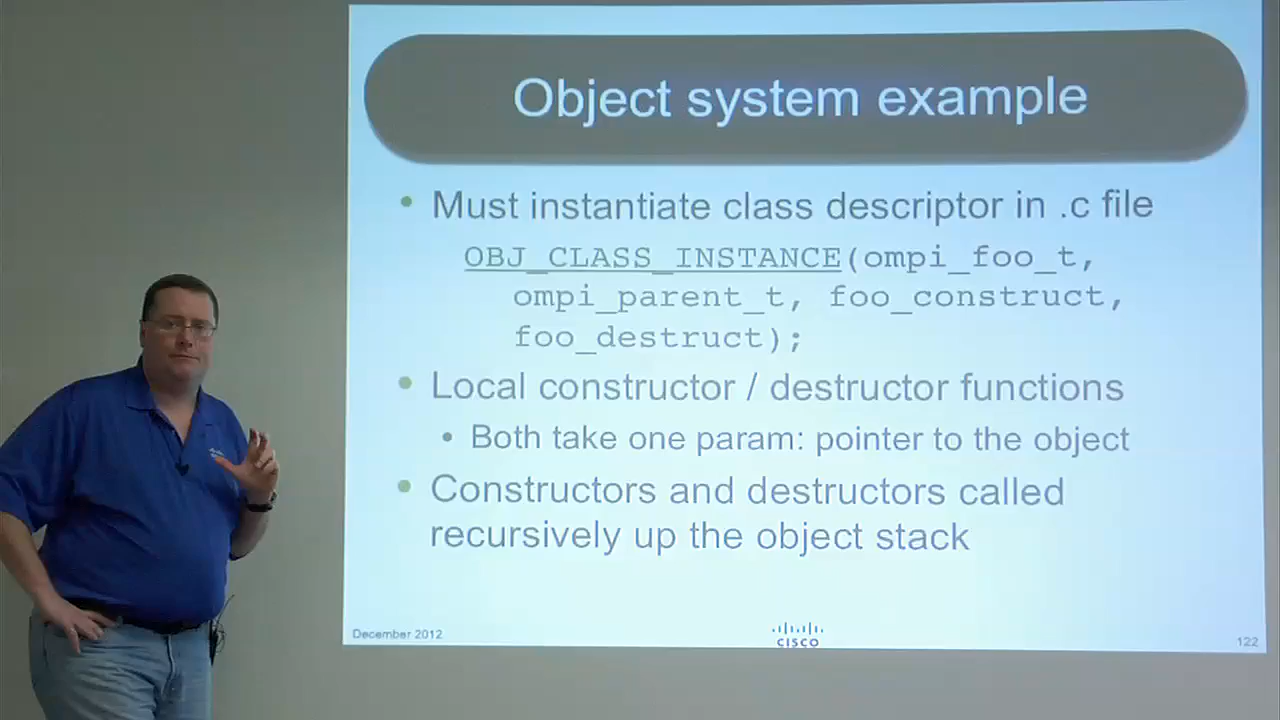 Object system example
• Must instantiate class descriptor in .c file
OBJ_CLASS_INSTANCE(ompi_foo_t,
ompi_parent_t, foo_construct,
foo_destruct);
• Local constructor / destructor functions
• Both take one param: pointer to the object
• Constructors and destructors called
recursively up the object stack
December 2012
CISCO
122